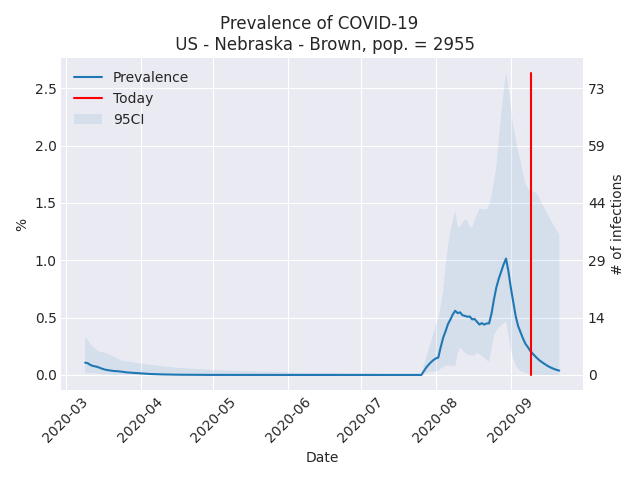 Prevalence of COVID-19
US - Nebraska - Brown, pop. = 2955
Prevalence
Today
95CI
2.5
2.0
1.5
1.0
0.5
0.0
%
73
59
44
29
14
0
# of infections
2020-03
2020-04
2020-05
2020-06
2020-07
2020-08
2020-09
Date